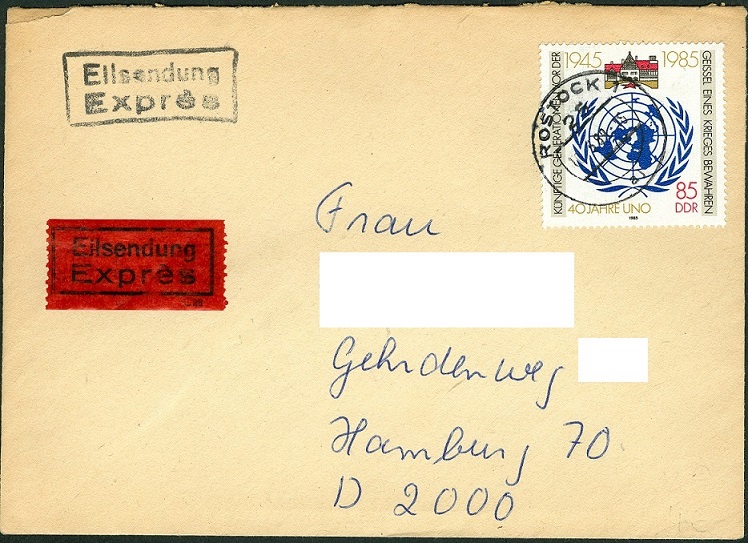 Eilsendung
Exprès
1945 1985
KÜNFTIGE GENERATIONEN VOR DER
GEISSEL EINES KRIEGES BEWAHREN
40 JAHRE UNO
85
DDR
1985
ROSTOCK
Eilsendung
Exprès
Frau
Gehrdenweg
Hamburg 70
D 2000